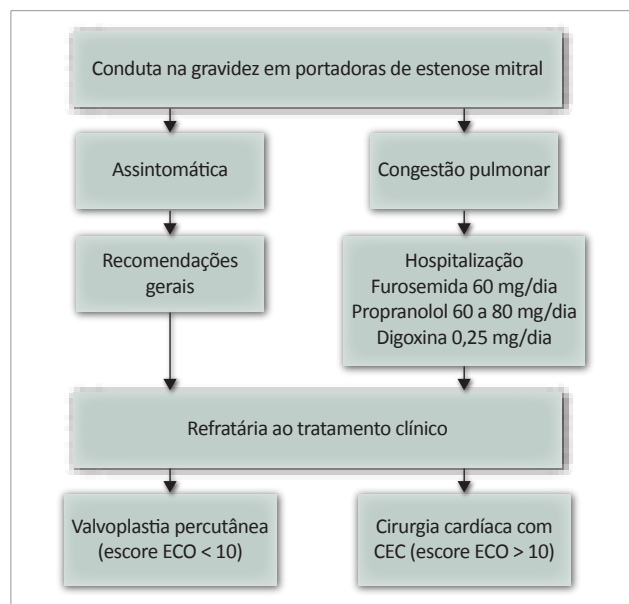 Conduta na gravidez em portadoras de estenose mitral
Assintomática
Congestão pulmonar
Recomendações
gerais
Hospitalização
Furosemida 60 mg/dia
Propranolol 60 a 80 mg/dia
Digoxina 0,25 mg/dia
Refratária ao tratamento clínico
Valvoplastia percutânea
(escore ECO < 10)
Cirurgia cardíaca com
CEC (escore ECO > 10)